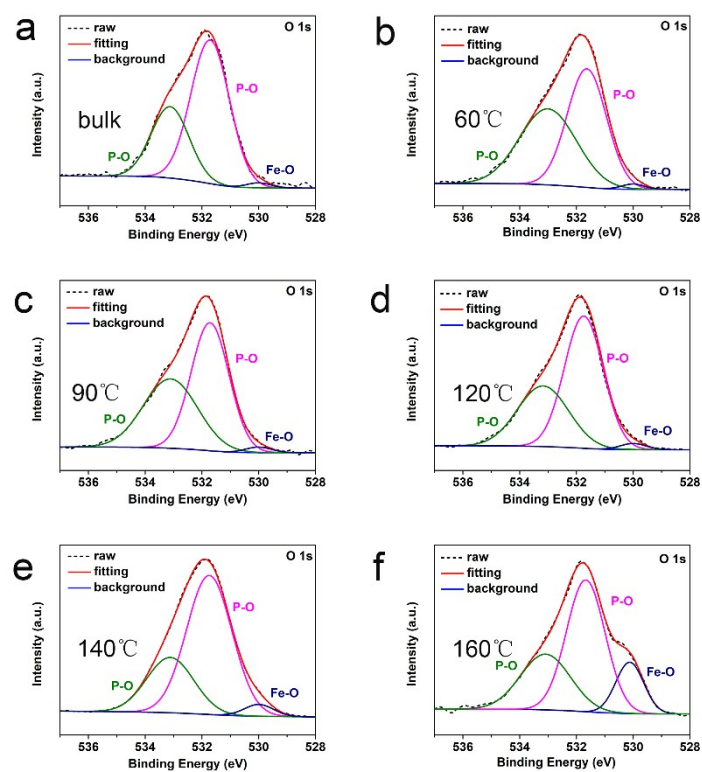 a
raw
fitting
background
O 1s
bulk
P-O
P-O
Fe-O
Intensity (a.u.)
536 534 532 530 528
Binding Energy (eV)
b
raw
fitting
background
O 1s
60℃
P-O
P-O
Fe-O
Intensity (a.u.)
536 534 532 530 528
Binding Energy (eV)
c
raw
fitting
background
O 1s
90℃
P-O
P-O
Fe-O
Intensity (a.u.)
536 534 532 530 528
Binding Energy (eV)
d
raw
fitting
background
O 1s
120℃
P-O
P-O
Fe-O
Intensity (a.u.)
536 534 532 530 528
Binding Energy (eV)
e
raw
fitting
background
O 1s
140℃
P-O
P-O
Fe-O
Intensity (a.u.)
536 534 532 530 528
Binding Energy (eV)
f
raw
fitting
background
O 1s
160℃
P-O
P-O
Fe-O
Intensity (a.u.)
536 534 532 530 528
Binding Energy (eV)